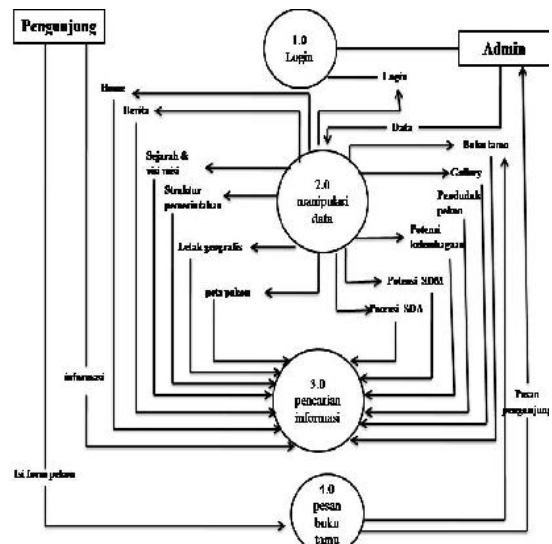 Pengunjung
1.0
Login
Admin
Home
Login
Berita
Data
Buku tamu
Sejarah &
visi misi
2.0
manipulasi
data
Gallery
Struktur
pemerintahan
Penduduk
pekon
Potensi
kelembagaan
Letak geografis
Potensi SDM
peta pekon
Potensi SDA
informasi
3.0
pencarian
informasi
Pesan
pengunjung
Isi form pekon
4.0
pesan
buku
tamu